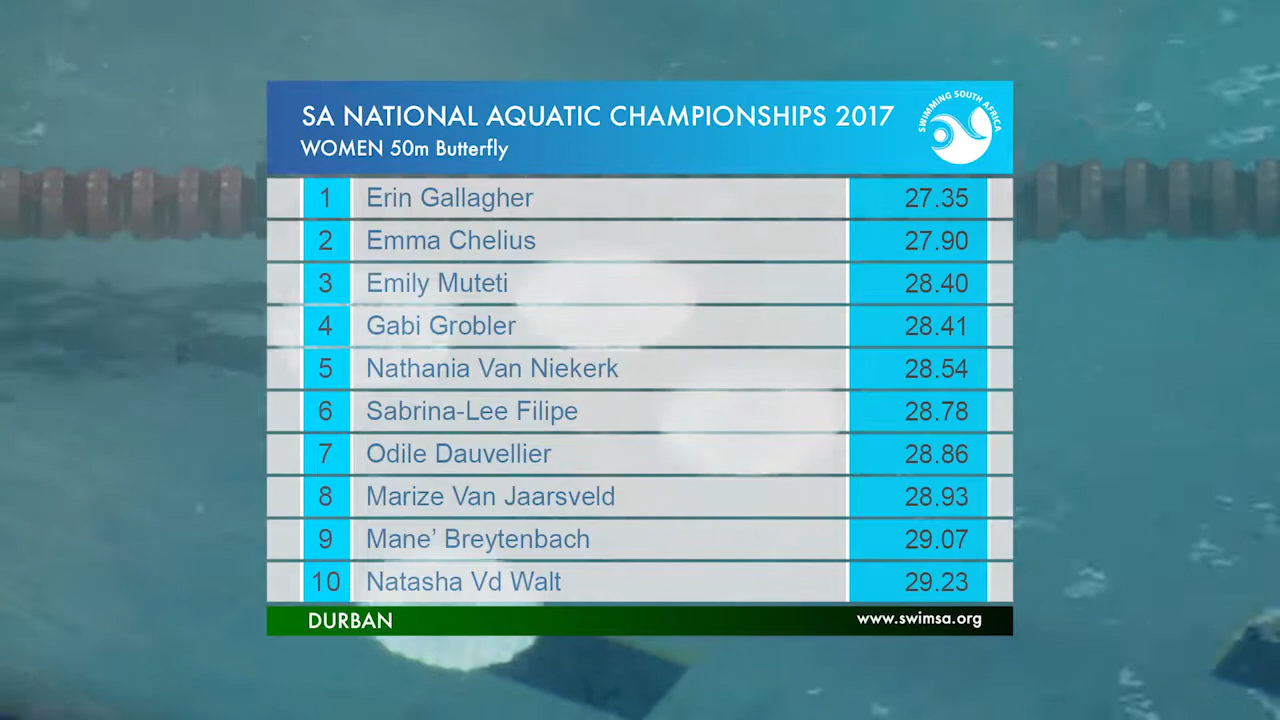 SA NATIONAL AQUATIC CHAMPIONSHIPS 2017
WOMEN 50m Butterfly
SWIMMING SOUTH AFRICA
1 Erin Gallagher 27.35
2 Emma Chelius 27.90
3 Emily Muteti 28.40
4 Gabi Grobler 28.41
5 Nathania Van Niekerk 28.54
6 Sabrina-Lee Filipe 28.78
7 Odile Dauvellier 28.86
8 Marize Van Jaarsveld 28.93
9 Mane’ Breytenbach 29.07
10 Natasha Vd Walt 29.23
DURBAN www.swimsa.org